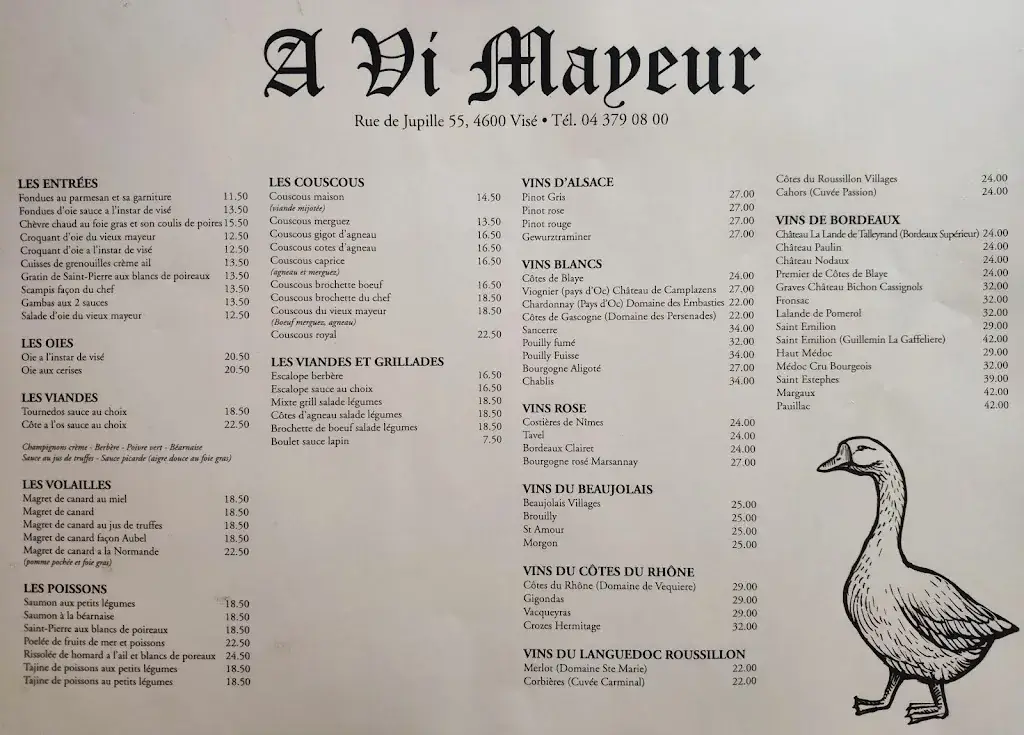 A Vi Mayeur
Rue de Jupille 55, 4600 Visé • Tél. 04 379 08 00
LES ENTRÉES
Fondues au parmesan et sa garniture 11.50
Fondues d'oie sauce a l'instar de visé 13.50
Chèvre chaud au foie gras et son coulis de poires 15.50
Croquant d'oie du vieux mayeur 12.50
Croquant d'oie a l'instar de visé 12.50
Cuisses de grenouilles crème ail 13.50
Gratin de Saint-Pierre aux blancs de poireaux 13.50
Scampis façon du chef 13.50
Gambas aux 2 sauces 13.50
Salade d'oie du vieux mayeur 12.50
LES OIES
Oie a l'instar de visé 20.50
Oie aux cerises 20.50
LES VIANDES
Tournedos sauce au choix 18.50
Côte a l'os sauce au choix 22.50
Champignons crème - Berbère - Poivre vert - Béarnaise
Sauce au jus de truffes - Sauce picarde (aigre douce au foie gras)
LES VOLAILLES
Magret de canard au miel 18.50
Magret de canard 18.50
Magret de canard au jus de truffes 18.50
Magret de canard façon Aubel 18.50
Magret de canard a la Normande 22.50
(pomme pochée et foie gras)
LES POISSONS
Saumon aux petits légumes 18.50
Saumon à la béarnaise 18.50
Saint-Pierre aux blancs de poireaux 18.50
Poelée de fruits de mer et poissons 22.50
Rissolée de homard a l'ail et blancs de poreaux 24.50
Tajine de poissons aux petits légumes 18.50
Tajine de poissons au petits légumes 18.50
LES COUSCOUS
Couscous maison 14.50
(viande mijotée)
Couscous merguez 13.50
Couscous gigot d'agneau 16.50
Couscous cotes d'agneau 16.50
Couscous caprice 16.50
(agneau et merguez)
Couscous brochette boeuf 16.50
Couscous brochette du chef 18.50
Couscous du vieux mayeur 18.50
(Boeuf merguez, agneau)
Couscous royal 22.50
LES VIANDES ET GRILLADES
Escalope berbère 16.50
Escalope sauce au choix 16.50
Mixte grill salade légumes 18.50
Côtes d'agneau salade légumes 18.50
Brochette de boeuf salade légumes 18.50
Boulet sauce lapin 7.50
VINS D'ALSACE
Pinot Gris 27.00
Pinot rose 27.00
Pinot rouge 27.00
Gewurztraminer 27.00
VINS BLANCS
Côtes de Blaye 24.00
Viognier (pays d'Oc) Château de Camplazens 27.00
Chardonnay (Pays d'Oc) Domaine des Embasties 22.00
Côtes de Gascogne (Domaine des Persenades) 22.00
Sancerre 34.00
Pouilly fumé 32.00
Pouilly Fuisse 34.00
Bourgogne Aligoté 27.00
Chablis 34.00
VINS ROSE
Costières de Nîmes 24.00
Tavel 24.00
Bordeaux Clairet 24.00
Bourgogne rosé Marsannay 27.00
VINS DU BEAUJOLAIS
Beaujolais Villages 25.00
Brouilly 25.00
St Amour 25.00
Morgon 25.00
VINS DU CÔTES DU RHÔNE
Côtes du Rhône (Domaine de Vequiere) 29.00
Gigondas 29.00
Vacqueyras 29.00
Crozes Hermitage 32.00
VINS DU LANGUEDOC ROUSSILLON
Merlot (Domaine Ste Marie) 22.00
Corbières (Cuvée Carminal) 22.00
Côtes du Roussillon Villages 24.00
Cahors (Cuvée Passion) 24.00
VINS DE BORDEAUX
Château La Lande de Talleyrand (Bordeaux Supérieur) 24.00
Château Paulin 24.00
Château Nodaux 24.00
Premier de Côtes de Blaye 24.00
Graves Château Bichon Cassignols 32.00
Fronsac 32.00
Lalande de Pomerol 32.00
Saint Emilion 29.00
Saint Emilion (Guillemin La Gaffeliere) 42.00
Haut Médoc 29.00
Médoc Cru Bourgeois 32.00
Saint Estephes 39.00
Margaux 42.00
Pauillac 42.00